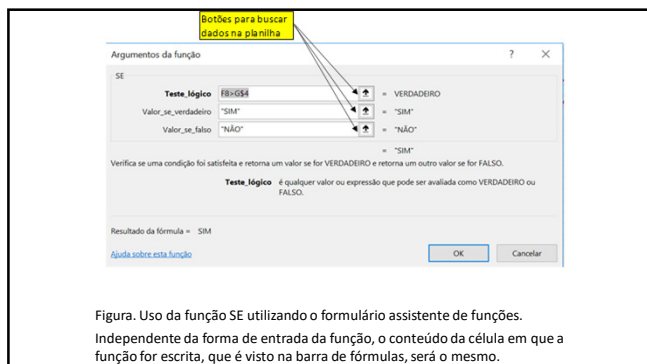 Botões para buscar
dados na planilha
Argumentos da função ? ×
SE
Teste_lógico F8>G$4 = VERDADEIRO
Valor_se_verdadeiro "SIM" = "SIM"
Valor_se_falso "NÃO" = "NÃO"
= "SIM"
Verifica se uma condição foi satisfeita e retorna um valor se for VERDADEIRO e retorna um outro valor se for FALSO.
Teste_lógico é qualquer valor ou expressão que pode ser avaliada como VERDADEIRO ou
FALSO.
Resultado da fórmula = SIM
Ajuda sobre esta função OK Cancelar
Figura. Uso da função SE utilizando o formulário assistente de funções.
Independente da forma de entrada da função, o conteúdo da célula em que a
função for escrita, que é visto na barra de fórmulas, será o mesmo.